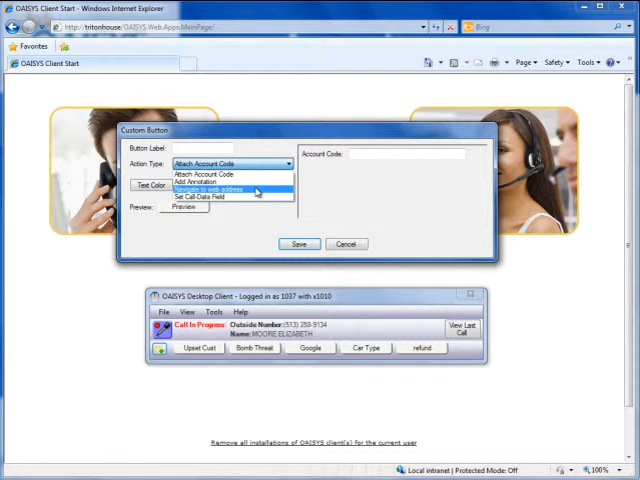 OAISYS Client Start - Windows Internet Explorer
http://tritonhouse/OAISYS.Web.Apps.MainPage/
Bing
Favorites
OAISYS Client Start
Page
Safety
Tools
Custom Button
Button Label:
Action Type:
Attach Account Code
Account Code:
Attach Account Code
Add Annotation
Navigate to web address
Set Call-Data Field
Text Color
Preview:
Preview
Save
Cancel
OAISYS Desktop Client - Logged in as 1037 with x1010
File View Tools Help
Call In Progress: Outside Number:(513) 258-9134
Name:MOORE ELIZABETH
View Last
Call
Upset Cust Bomb Threat Google Car Type refund
Remove all installations of OAISYS client(s) for the current user
Local intranet | Protected Mode: Off
100%